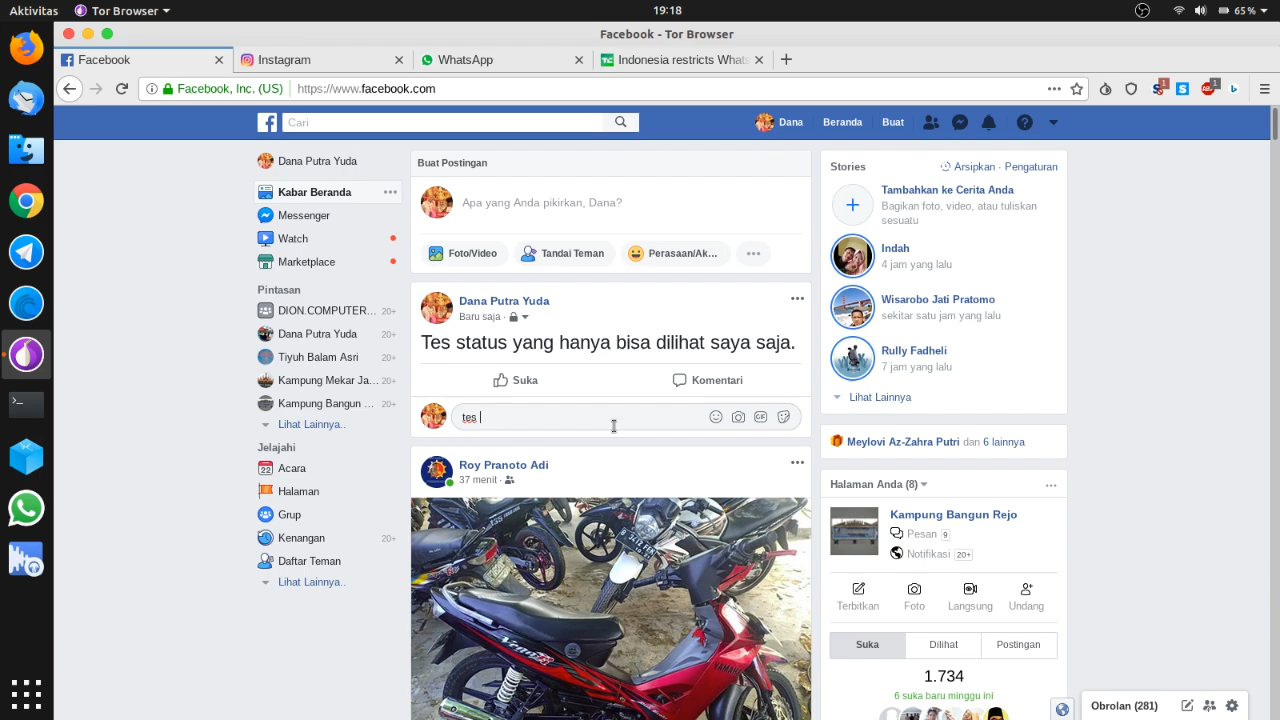 Aktivitas
Tor Browser
19:18
65 %
Facebook - Tor Browser
Facebook
Instagram
WhatsApp
Indonesia restricts Whats
Facebook, Inc. (US)
https://www.facebook.com
Cari
Dana
Beranda
Buat
Dana Putra Yuda
Kabar Beranda
Messenger
Watch
Marketplace
Pintasan
DION.COMPUTER... 20+
Dana Putra Yuda 20+
Tiyuh Balam Asri 20+
Kampung Mekar Ja... 20+
Kampung Bangun ... 20+
Lihat Lainnya..
Jelajahi
Acara
Halaman
Grup
Kenangan 20+
Daftar Teman
Lihat Lainnya..
Buat Postingan
Apa yang Anda pikirkan, Dana?
Foto/Video
Tandai Teman
Perasaan/Ak...
Dana Putra Yuda
Baru saja ·
Tes status yang hanya bisa dilihat saya saja.
Suka
Komentari
tes
GIF
Roy Pranoto Adi
37 menit ·
YAMAHA
Stories
Arsipkan · Pengaturan
Tambahkan ke Cerita Anda
Bagikan foto, video, atau tuliskan
sesuatu
Indah
4 jam yang lalu
Wisarobo Jati Pratomo
sekitar satu jam yang lalu
Rully Fadheli
7 jam yang lalu
Lihat Lainnya
Meylovi Az-Zahra Putri dan 6 lainnya
Halaman Anda (8)
Kampung Bangun Rejo
Pesan 9
Notifikasi 20+
Terbitkan
Foto
Langsung
Undang
Suka
Dilihat
Postingan
1.734
6 suka baru minggu ini
Obrolan (281)